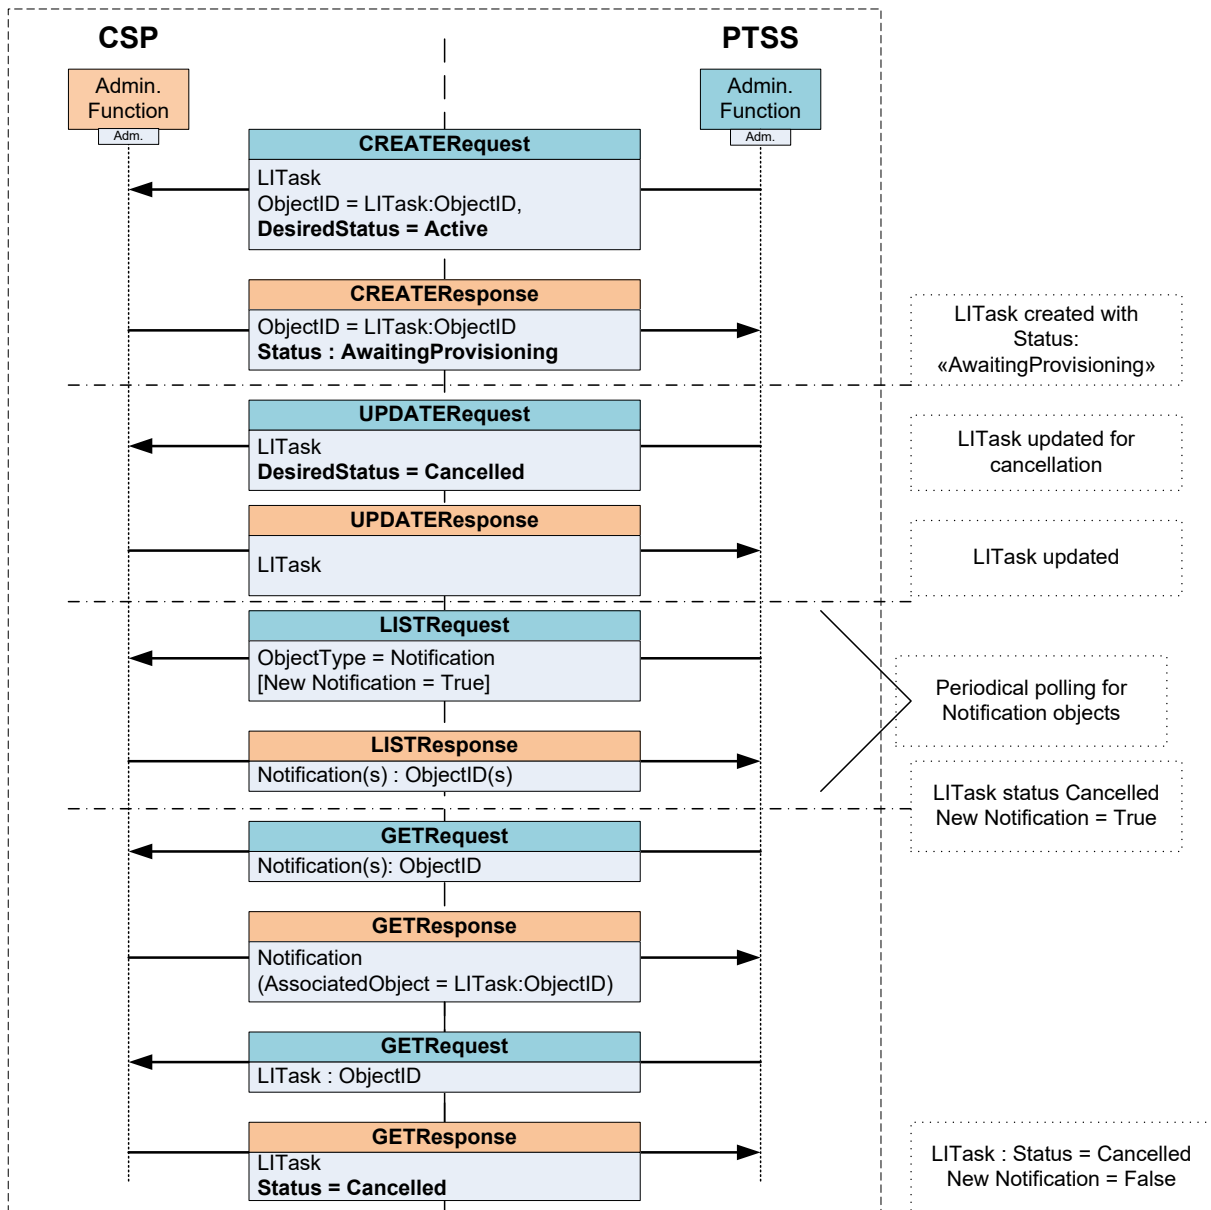 CSP
PTSS
Admin.
Function
Adm.
Admin.
Function
Adm.
CREATERequest
LITask
ObjectID = LITask:ObjectID,
DesiredStatus = Active
CREATEResponse
ObjectID = LITask:ObjectID
Status : AwaitingProvisioning
LITask created with
Status:
«AwaitingProvisioning»
UPDATERequest
LITask
DesiredStatus = Cancelled
LITask updated for
cancellation
UPDATEResponse
LITask
LITask updated
LISTRequest
ObjectType = Notification
[New Notification = True]
Periodical polling for
Notification objects
LISTResponse
Notification(s) : ObjectID(s)
LITask status Cancelled
New Notification = True
GETRequest
Notification(s): ObjectID
GETResponse
Notification
(AssociatedObject = LITask:ObjectID)
GETRequest
LITask : ObjectID
GETResponse
LITask
Status = Cancelled
LITask : Status = Cancelled
New Notification = False